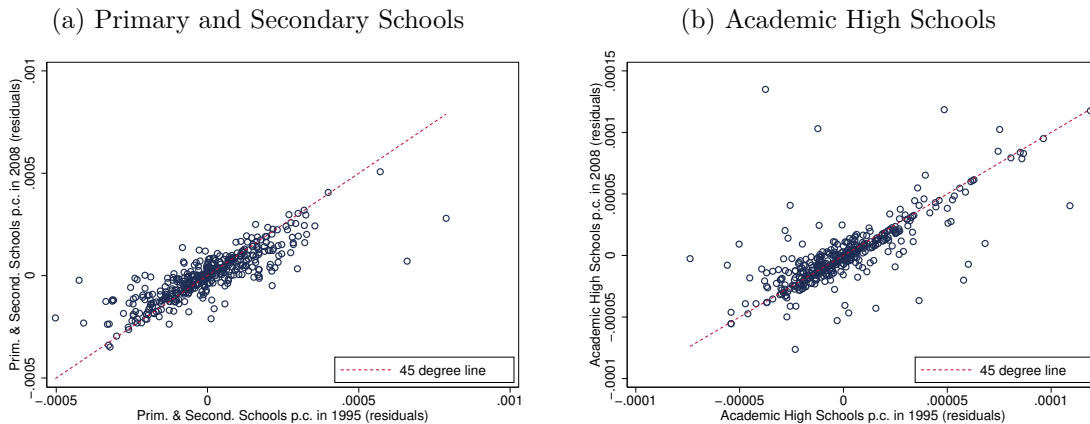 (a) Primary and Secondary Schools
Prim. & Second. Schools p.c. in 2008 (residuals)
.001
.0005
0
-.0005
-.0005
0
.0005
.001
Prim. & Second. Schools p.c. in 1995 (residuals)
45 degree line
(b) Academic High Schools
Academic High Schools p.c. in 2008 (residuals)
.00015
.0001
.00005
0
-.00005
-.0001
-.0001
-.00005
0
.00005
.0001
Academic High Schools p.c. in 1995 (residuals)
45 degree line